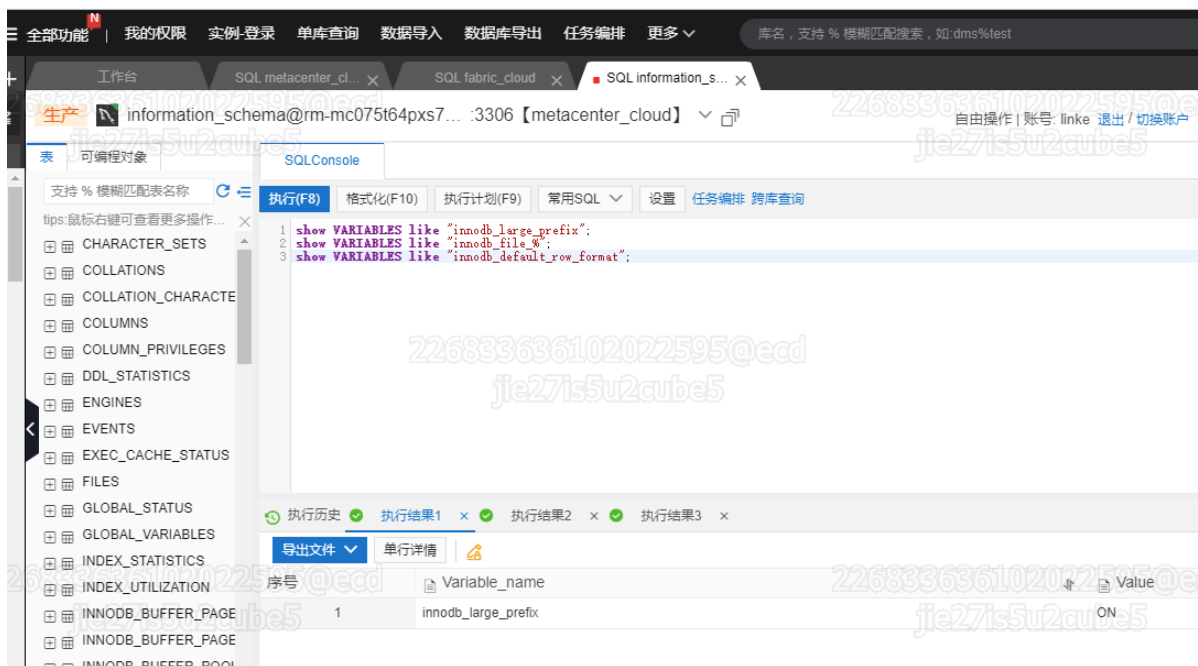 N
全部功能 | 我的权限 实例-登录 单库查询 数据导入 数据库导出 任务编排 更多 库名，支持 % 模糊匹配搜索，如:dms%test
工作台 SQL metacenter_cl... SQL fabric_cloud SQL information_s...
生产 information_schema@rm-mc075t64pxs7... :3306【metacenter_cloud】 自由操作 | 账号: linke 退出 / 切换账户
表 可编程对象 SQLConsole
支持 % 模糊匹配表名称
执行(F8) 格式化(F10) 执行计划(F9) 常用SQL 设置 任务编排 跨库查询
tips:鼠标右键可查看更多操作...
1 show VARIABLES like "innodb_large_prefix";
2 show VARIABLES like "innodb_file_%";
3 show VARIABLES like "innodb_default_row_format";
CHARACTER_SETS
COLLATIONS
COLLATION_CHARACTE
COLUMNS
COLUMN_PRIVILEGES
DDL_STATISTICS
ENGINES
EVENTS
EXEC_CACHE_STATUS
FILES
GLOBAL_STATUS
GLOBAL_VARIABLES
INDEX_STATISTICS
INDEX_UTILIZATION
INNODB_BUFFER_PAGE
INNODB_BUFFER_PAGE
INNODB_BUFFER_POOL
226833636102022595@ecd
jie27is5u2cube5
执行历史 执行结果1 执行结果2 执行结果3
导出文件 单行详情
序号 Variable_name Value
1 innodb_large_prefix ON